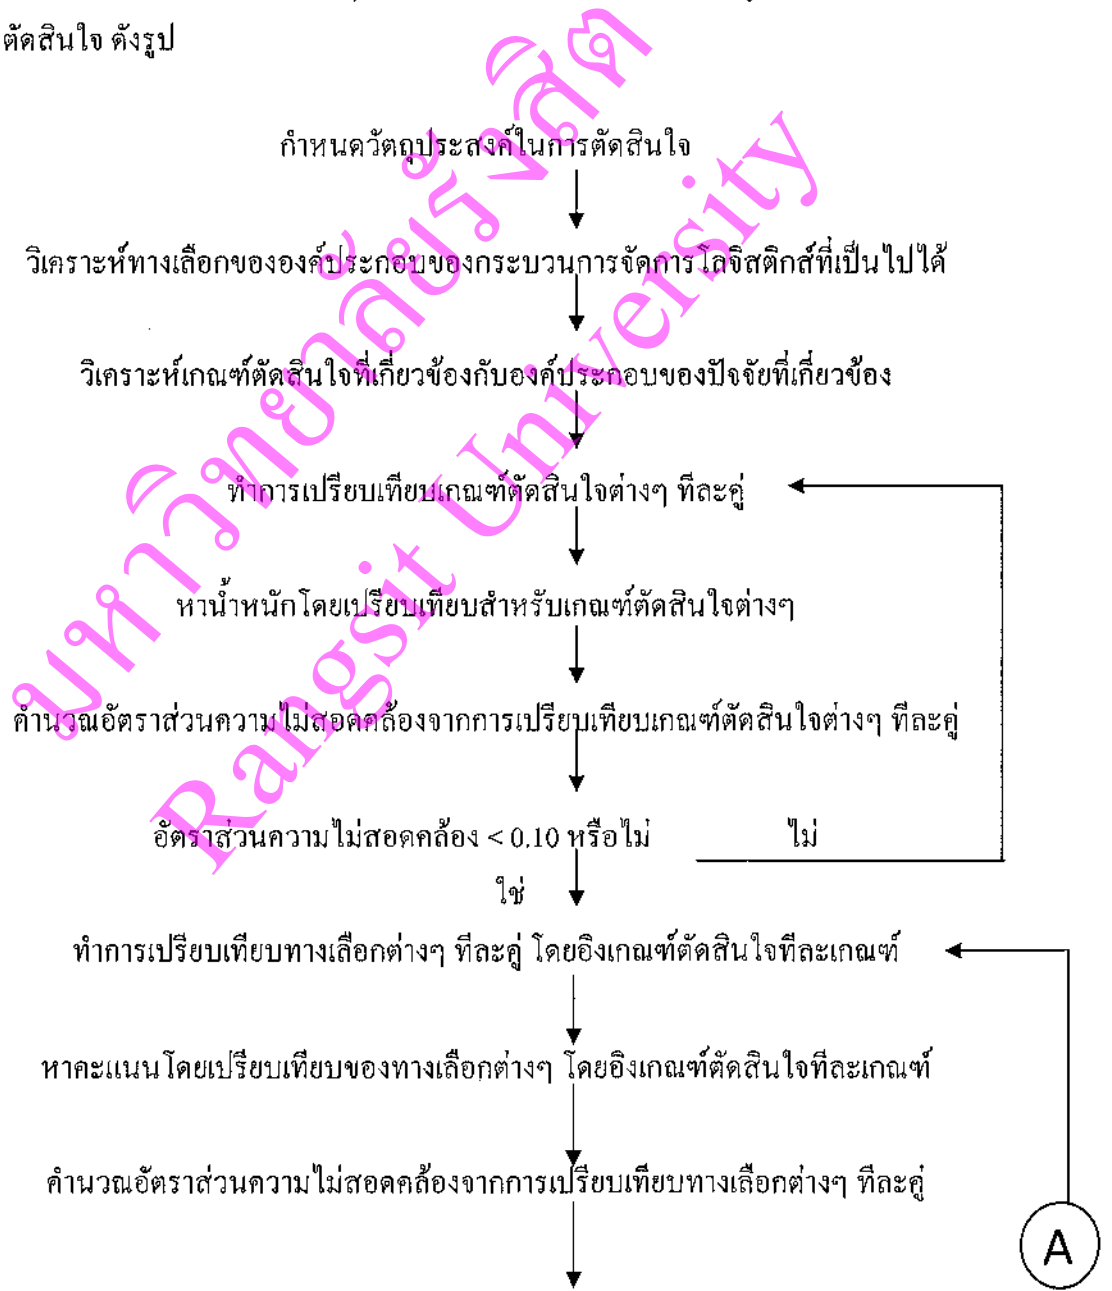 ตัดสินใจ ดังรูป
กำหนดวัตถุประสงค์ในการตัดสินใจ
วิเคราะห์ทางเลือกขององค์ประกอบของกระบวนการจัดการโลจิสติกส์ที่เป็นไปได้
วิเคราะห์เกณฑ์ตัดสินใจที่เกี่ยวข้องกับองค์ประกอบของปัจจัยที่เกี่ยวข้อง
ทำการเปรียบเทียบเกณฑ์ตัดสินใจต่างๆ ทีละคู่
หาน้ำหนักโดยเปรียบเทียบสำหรับเกณฑ์ตัดสินใจต่างๆ
คำนวณอัตราส่วนความไม่สอดคล้องจากการเปรียบเทียบเกณฑ์ตัดสินใจต่างๆ ทีละคู่
อัตราส่วนความไม่สอดคล้อง < 0.10 หรือไม่ ไม่
ใช่
ทำการเปรียบเทียบทางเลือกต่างๆ ทีละคู่ โดยอิงเกณฑ์ตัดสินใจทีละเกณฑ์
หาคะแนนโดยเปรียบเทียบของทางเลือกต่างๆ โดยอิงเกณฑ์ตัดสินใจทีละเกณฑ์
คำนวณอัตราส่วนความไม่สอดคล้องจากการเปรียบเทียบทางเลือกต่างๆ ทีละคู่
A
มหาวิทยาลัยรังสิต
Rangsit University